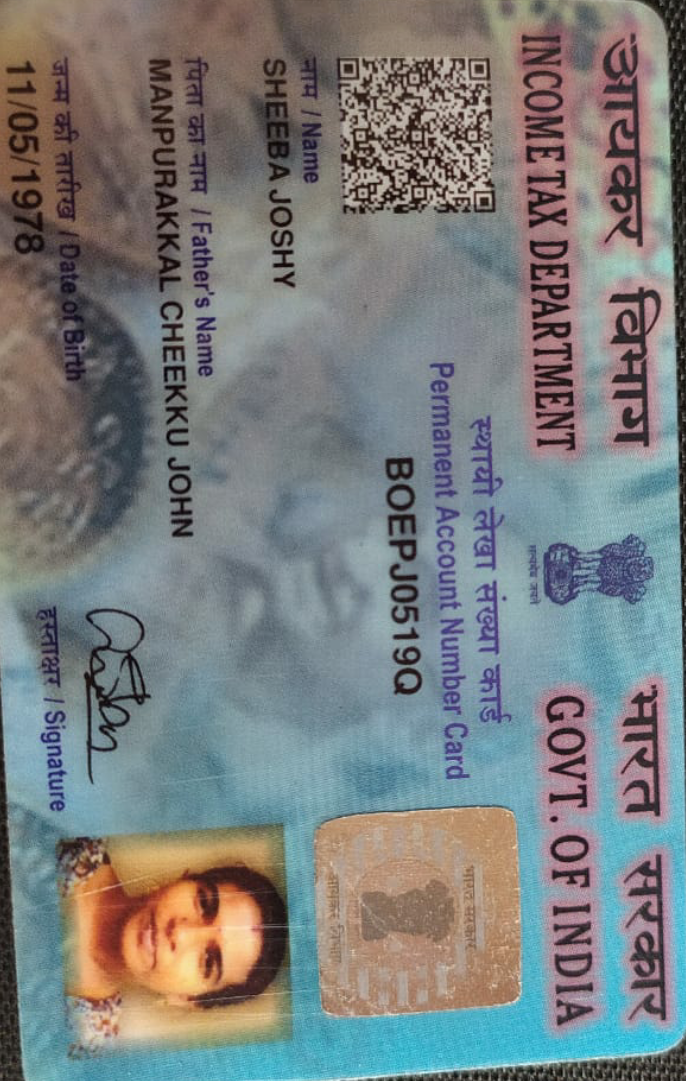 आयकर विभाग
INCOME TAX DEPARTMENT
सत्यमेव जयते
भारत सरकार
GOVT. OF INDIA
स्थायी लेखा संख्या कार्ड
Permanent Account Number Card
BOEPJ0519Q
नाम / Name
SHEEBA JOSHY
पिता का नाम / Father's Name
MANPURAKKAL CHEEKKU JOHN
जन्म की तारीख / Date of Birth
11/05/1978
हस्ताक्षर / Signature
भारत सरकार
आयकर विभाग